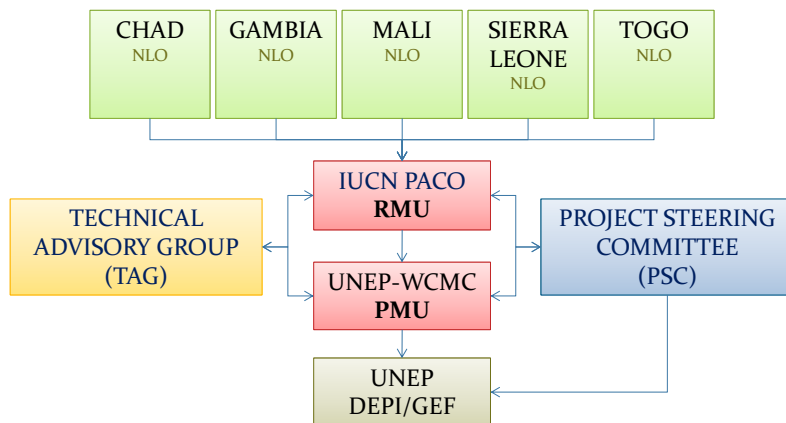 CHAD
NLO
GAMBIA
NLO
MALI
NLO
SIERRA
LEONE
NLO
TOGO
NLO
IUCN PACO
RMU
TECHNICAL
ADVISORY GROUP
(TAG)
PROJECT STEERING
COMMITTEE
(PSC)
UNEP-WCMC
PMU
UNEP
DEPI/GEF